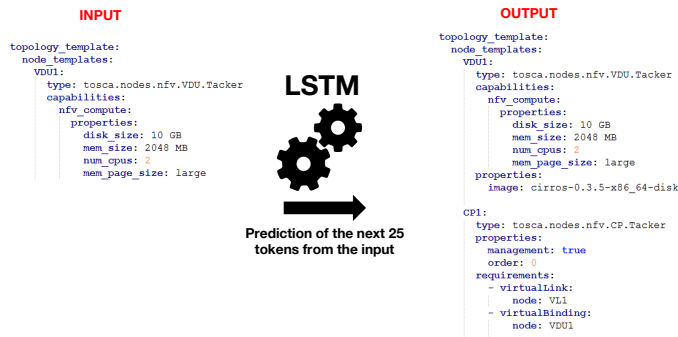 INPUT
topology_template:
node_templates:
VDU1:
type: tosca.nodes.nfv.VDU.Tacker
capabilities:
nfv_compute:
properties:
disk_size: 10 GB
mem_size: 2048 MB
num_cpus: 2
mem_page_size: large
LSTM
Prediction of the next 25
tokens from the input
OUTPUT
topology_template:
node_templates:
VDU1:
type: tosca.nodes.nfv.VDU.Tacker
capabilities:
nfv_compute:
properties:
disk_size: 10 GB
mem_size: 2048 MB
num_cpus: 2
mem_page_size: large
properties:
image: cirros-0.3.5-x86_64-disk
CP1:
type: tosca.nodes.nfv.CP.Tacker
properties:
management: true
order: 0
requirements:
- virtualLink:
node: VL1
- virtualBinding:
node: VDU1